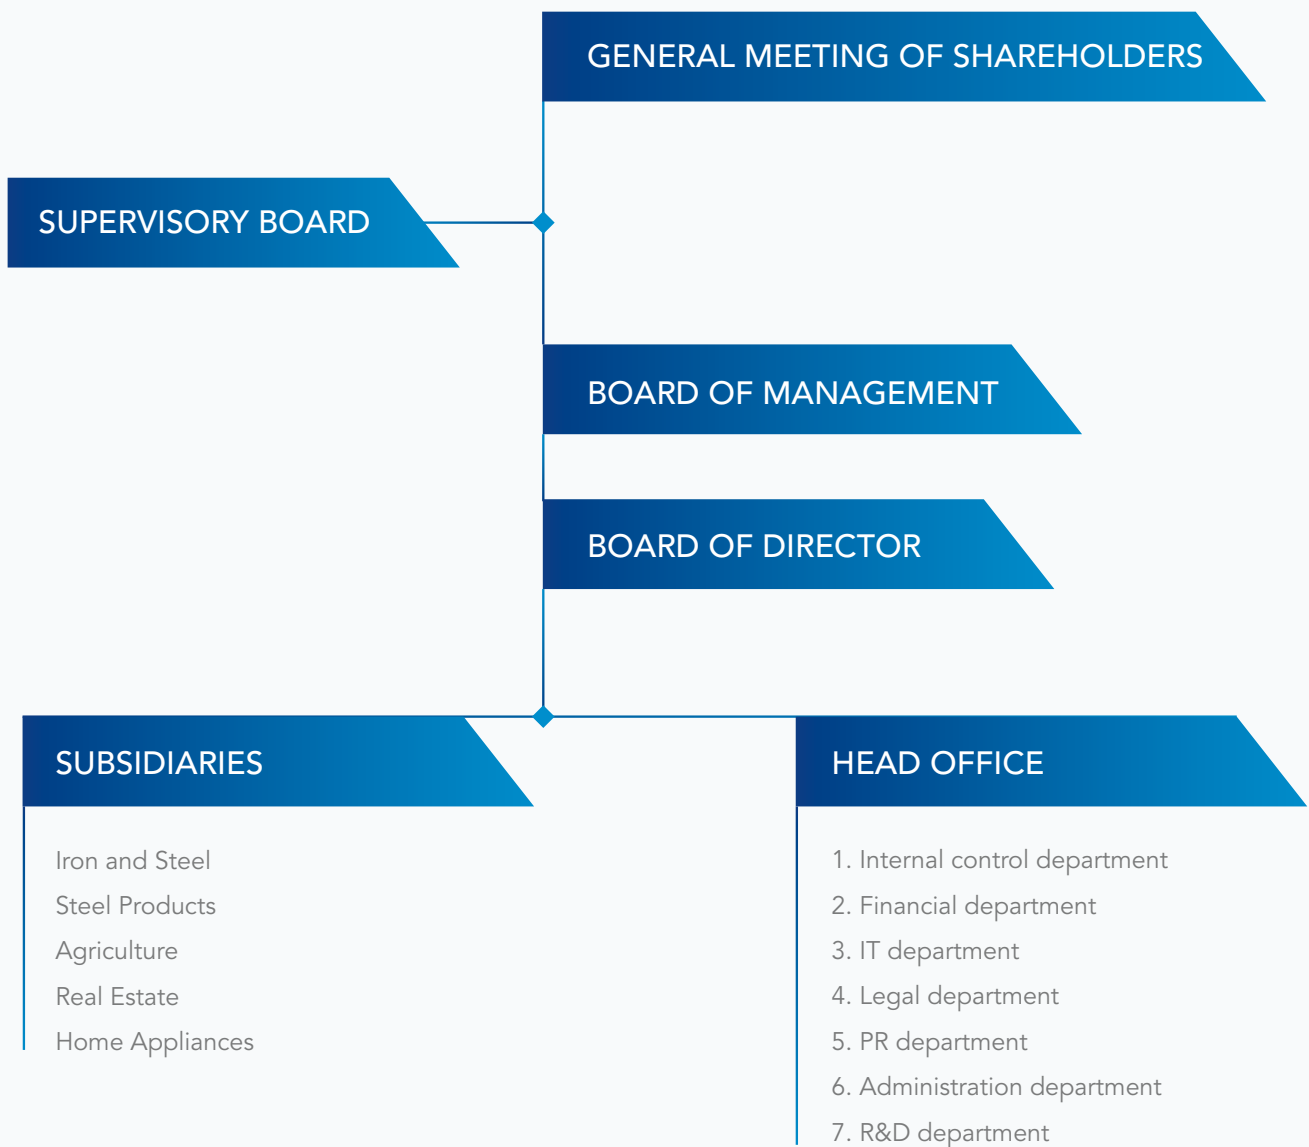 GENERAL MEETING OF SHAREHOLDERS
SUPERVISORY BOARD
BOARD OF MANAGEMENT
BOARD OF DIRECTOR
SUBSIDIARIES
Iron and Steel
Steel Products
Agriculture
Real Estate
Home Appliances
HEAD OFFICE
1. Internal control department
2. Financial department
3. IT department
4. Legal department
5. PR department
6. Administration department
7. R&D department